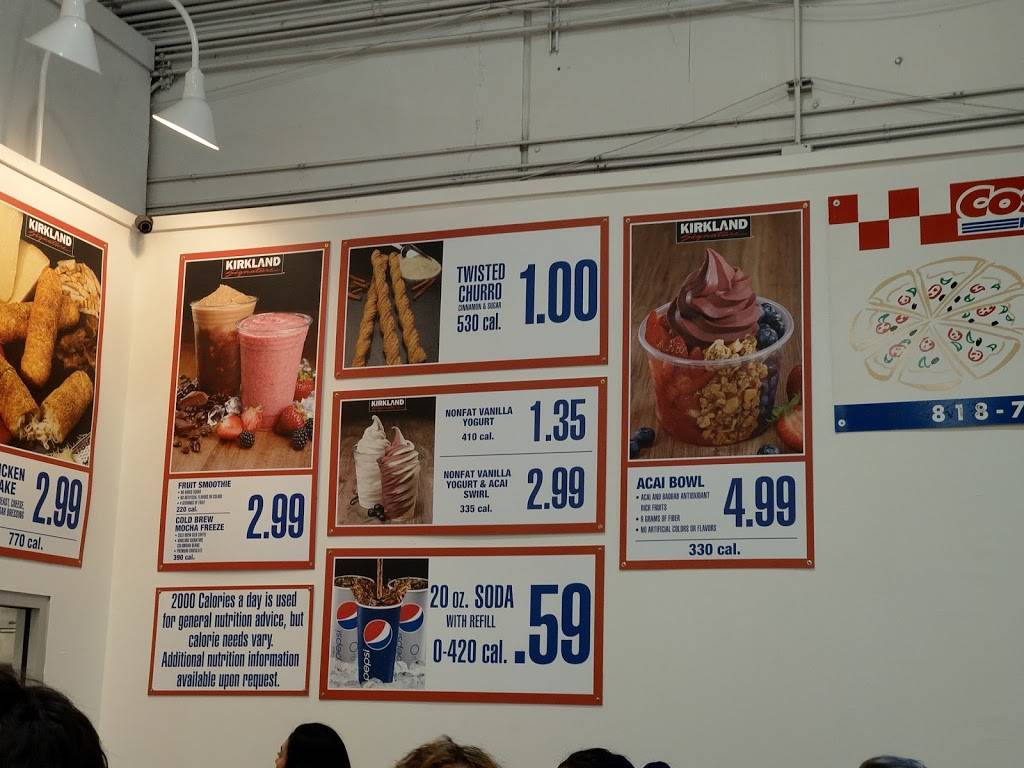 KIRKLAND
Signature
CKEN
AKE
2.99
770 cal.
KIRKLAND
Signature
FRUIT SMOOTHIE
220 cal.
COLD BREW
MOCHA FREEZE
390 cal.
2.99
2000 Calories a day is used
for general nutrition advice, but
calorie needs vary.
Additional nutrition information
available upon request.
TWISTED
CHURRO
CINNAMON & SUGAR
530 cal.
1.00
KIRKLAND
NONFAT VANILLA
YOGURT
410 cal.
1.35
NONFAT VANILLA
YOGURT & ACAI
SWIRL
335 cal.
2.99
pepsi
20 oz. SODA
WITH REFILL
0-420 cal.
.59
KIRKLAND
Signature
ACAI BOWL
• ACAI AND BAOBAB ANTIOXIDANT
RICH FRUITS
• 6 GRAMS OF FIBER
• NO ARTIFICIAL COLORS OR FLAVORS
4.99
330 cal.
Cos
818-7